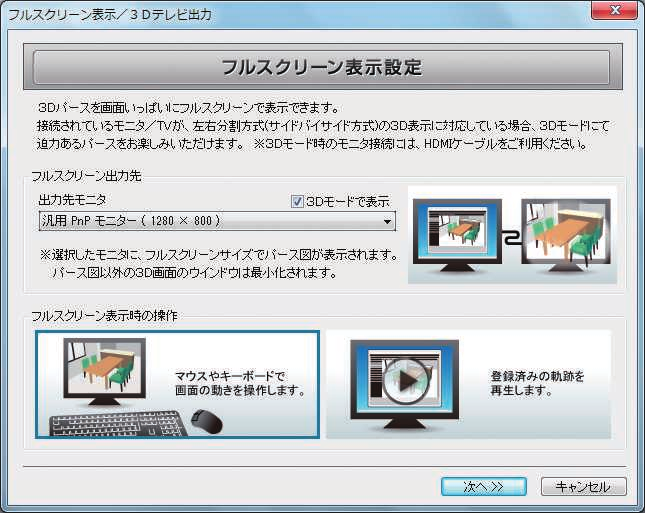 フルスクリーン表示／３Ｄテレビ出力
フルスクリーン表示設定
3Dパースを画面いっぱいにフルスクリーンで表示できます。
接続されているモニタ／TVが、左右分割方式(サイドバイサイド方式)の3D表示に対応している場合、3Dモードにて
迫力あるパースをお楽しみいただけます。 ※3Dモード時のモニタ接続には、HDMIケーブルをご利用ください。
フルスクリーン出力先
出力先モニタ
3Dモードで表示
汎用 PnP モニター ( 1280 × 800 )
※選択したモニタに、フルスクリーンサイズでパース図が表示されます。
パース図以外の3D画面のウインドウは最小化されます。
フルスクリーン表示時の操作
マウスやキーボードで
画面の動きを操作します。
登録済みの軌跡を
再生します。
次へ >>
キャンセル